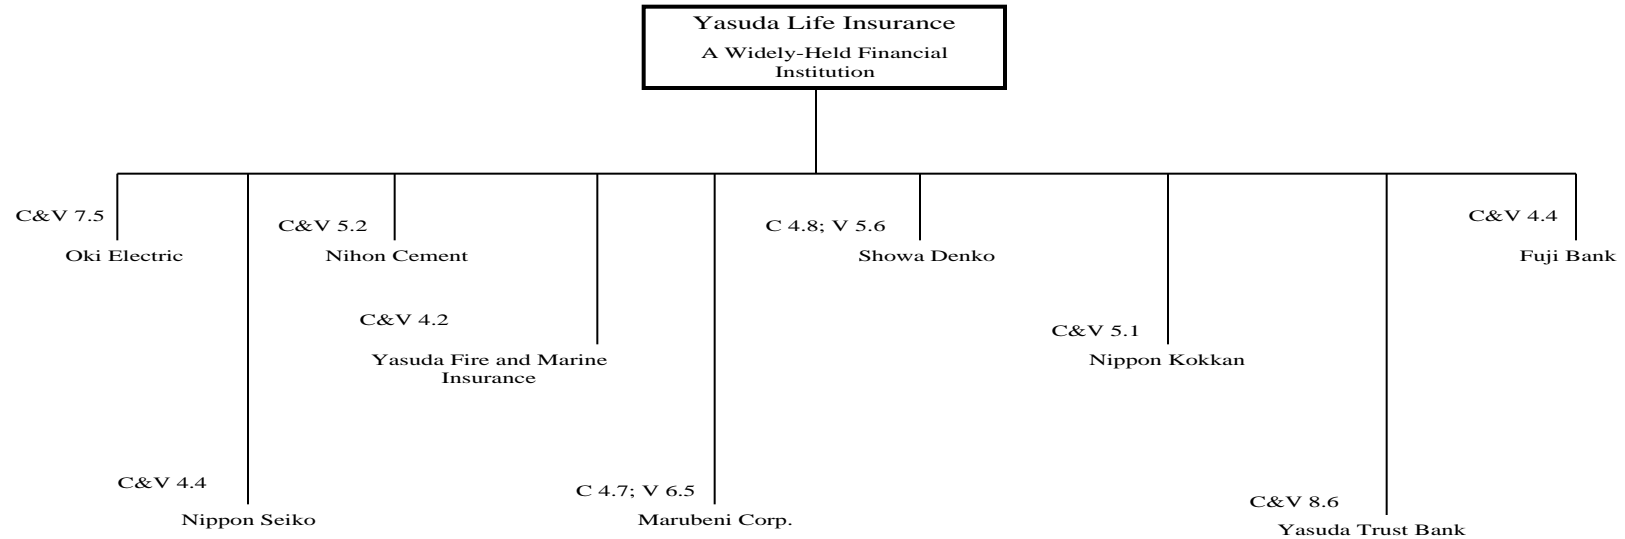 Yasuda Life Insurance
A Widely-Held Financial
Institution
C&V 7.5
Oki Electric
C&V 5.2
Nihon Cement
C 4.8; V 5.6
Showa Denko
C&V 4.4
Fuji Bank
C&V 4.2
Yasuda Fire and Marine
Insurance
C&V 5.1
Nippon Kokkan
C&V 4.4
Nippon Seiko
C 4.7; V 6.5
Marubeni Corp.
C&V 8.6
Yasuda Trust Bank